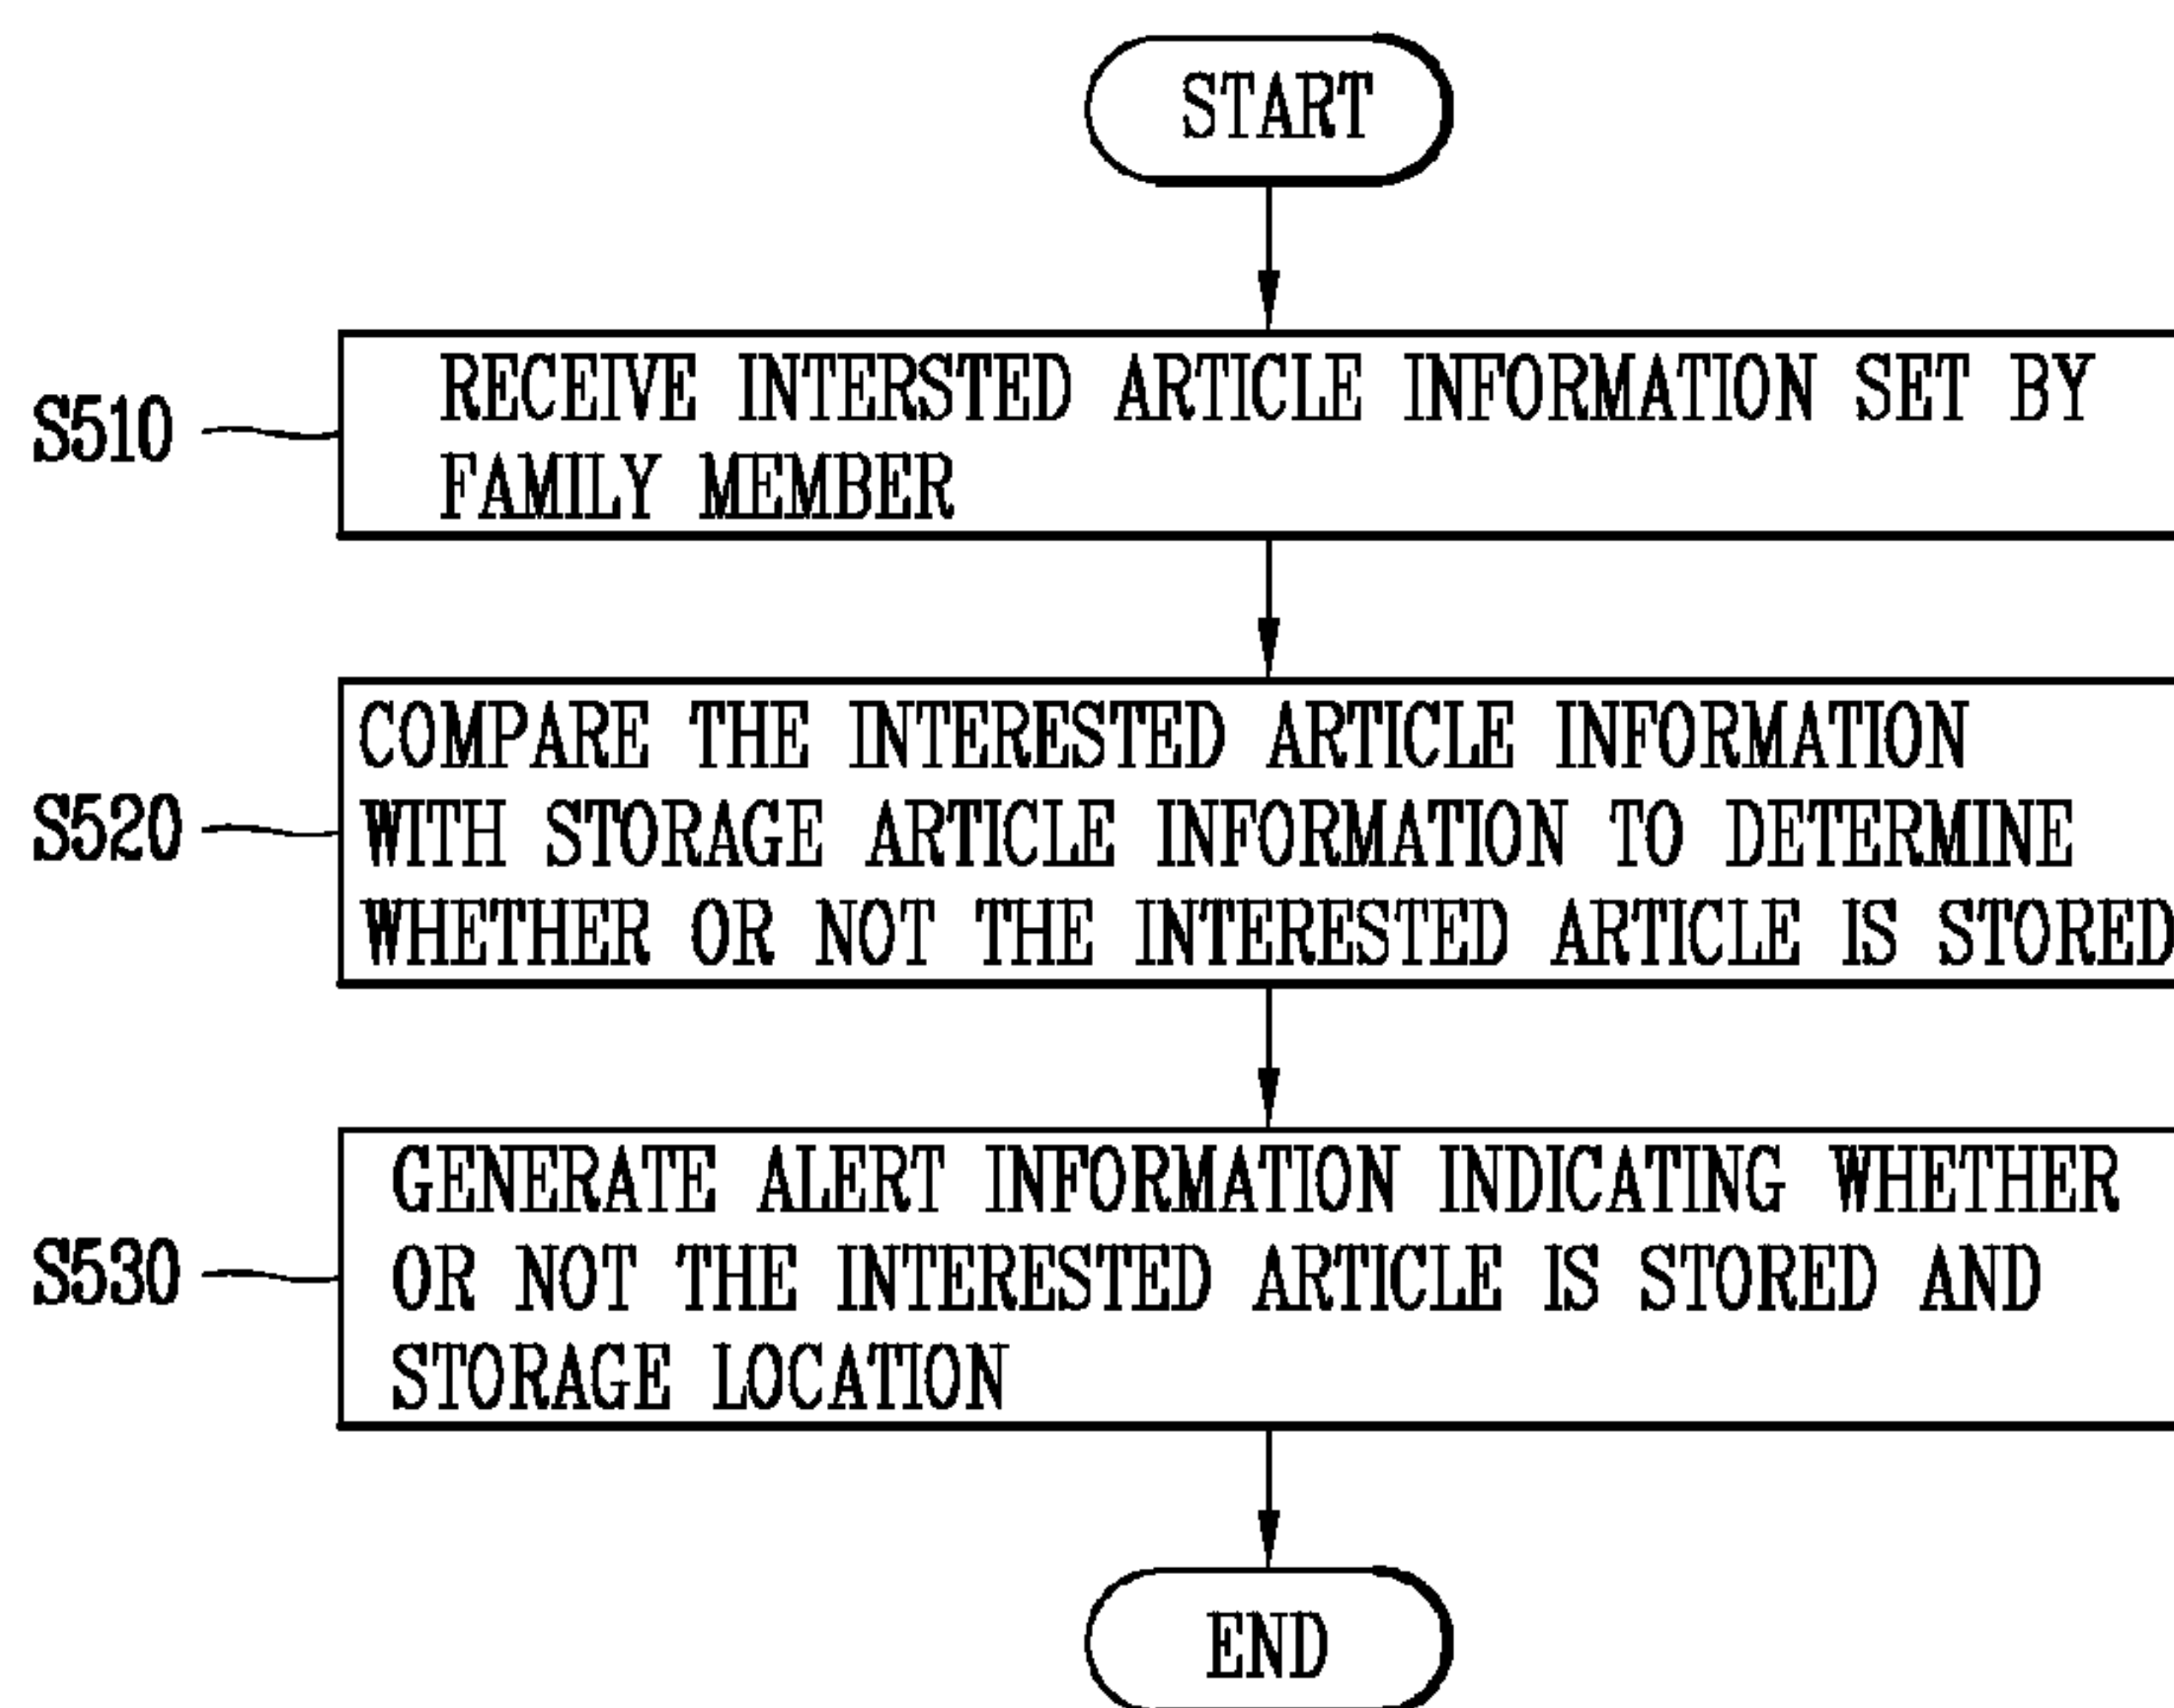 START
S510
RECEIVE INTERSTED ARTICLE INFORMATION SET BY
FAMILY MEMBER
S520
COMPARE THE INTERESTED ARTICLE INFORMATION
WITH STORAGE ARTICLE INFORMATION TO DETERMINE
WHETHER OR NOT THE INTERESTED ARTICLE IS STORED
S530
GENERATE ALERT INFORMATION INDICATING WHETHER
OR NOT THE INTERESTED ARTICLE IS STORED AND
STORAGE LOCATION
END